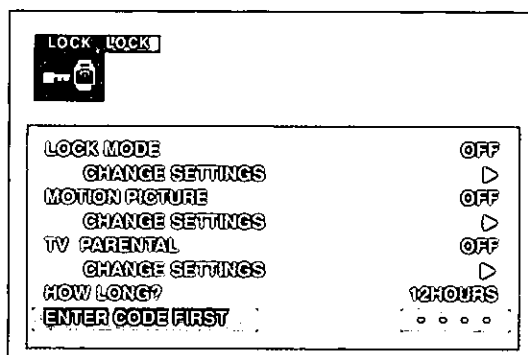 LOCK LOCK
LOCK MODE OFF
CHANGE SETTINGS ▷
MOTION PICTURE OFF
CHANGE SETTINGS ▷
TV PARENTAL OFF
CHANGE SETTINGS ▷
HOW LONG? 12HOURS
ENTER CODE FIRST